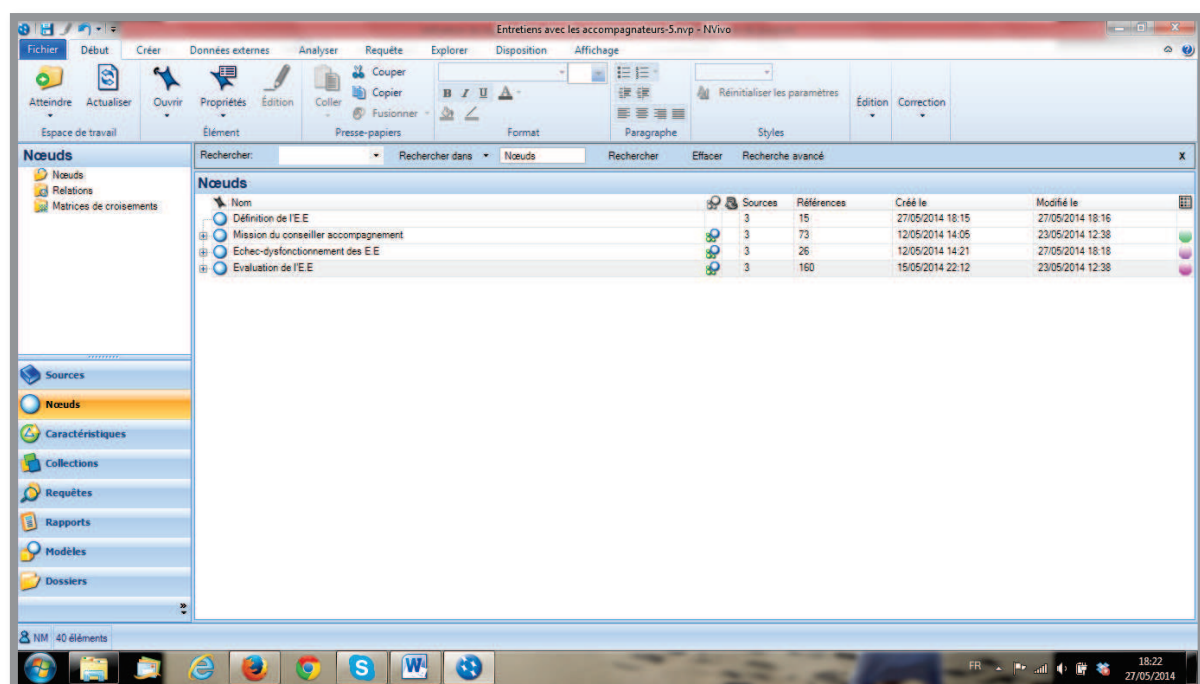 Entretiens avec les accompagnateurs-5.nvp - NVivo
Fichier Début Créer Données externes Analyser Requête Explorer Disposition Affichage
Atteindre Actualiser Ouvrir Propriétés Édition Coller Couper Copier Fusionner B I U A Réinitialiser les paramètres Édition Correction
Espace de travail Élément Presse-papiers Format Paragraphe Styles
Nœuds
Nœuds
Relations
Matrices de croisements
Rechercher: Rechercher dans Nœuds Rechercher Effacer Recherche avancé x
Nœuds
Nom Sources Références Créé le Modifié le
Définition de l'E.E 3 15 27/05/2014 18:15 27/05/2014 18:16
Mission du conseiller accompagnement 3 73 12/05/2014 14:05 23/05/2014 12:38
Echec-dysfonctionnement des E.E 3 26 12/05/2014 14:21 27/05/2014 18:18
Evaluation de l'E.E 3 160 15/05/2014 22:12 23/05/2014 12:38
Sources
Nœuds
Caractéristiques
Collections
Requêtes
Rapports
Modèles
Dossiers
NM 40 éléments
FR 18:22
27/05/2014